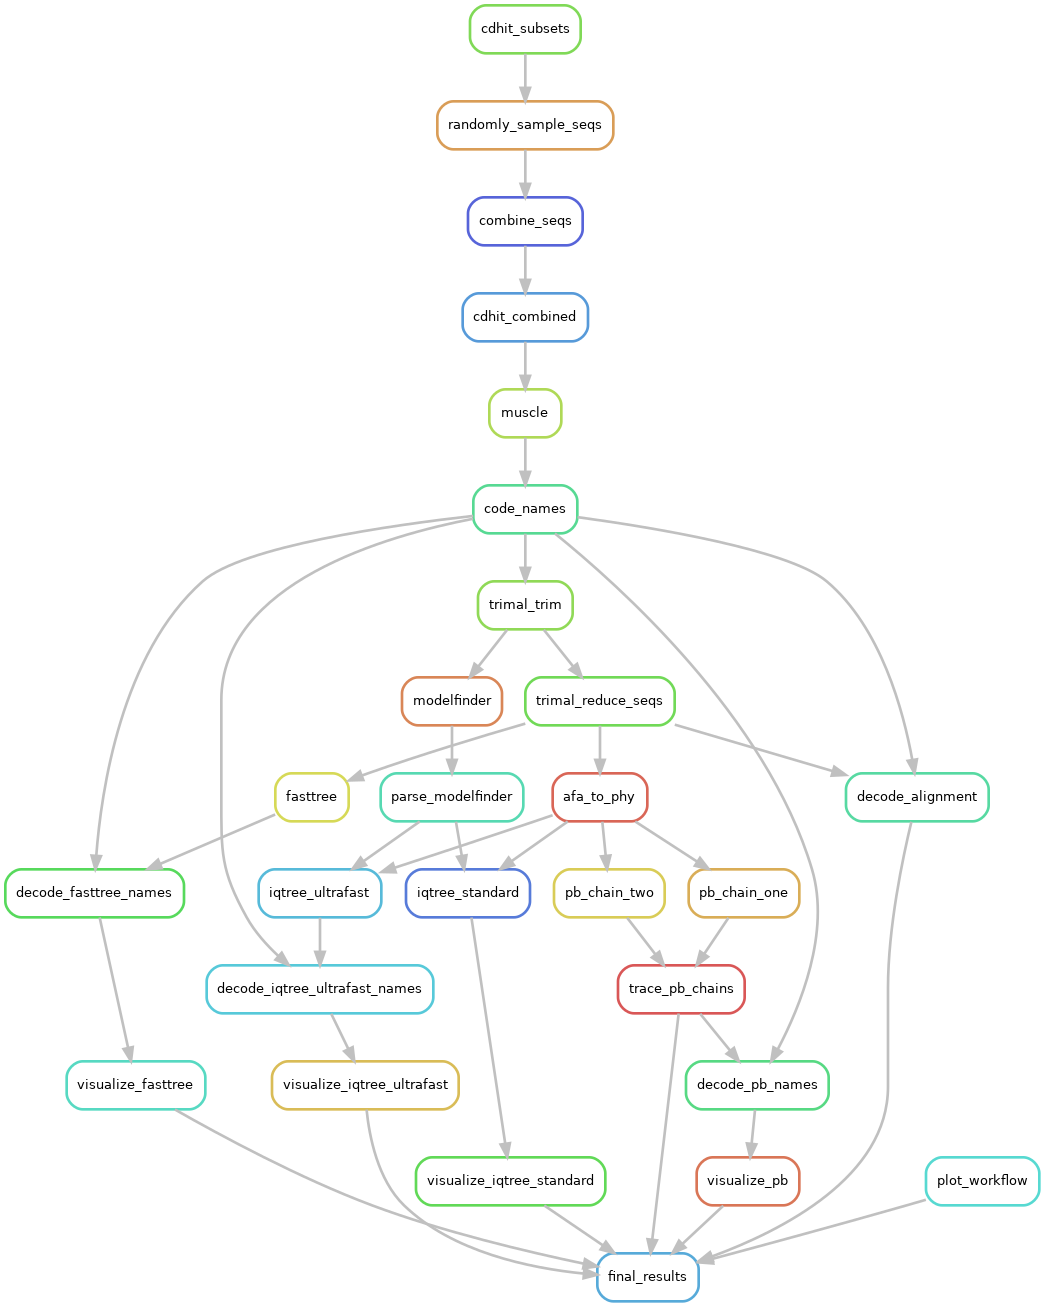 cdhit_subsets
randomly_sample_seqs
combine_seqs
cdhit_combined
muscle
code_names
trimal_trim
modelfinder
trimal_reduce_seqs
fasttree
parse_modelfinder
afa_to_phy
decode_alignment
decode_fasttree_names
iqtree_ultrafast
iqtree_standard
pb_chain_two
pb_chain_one
decode_iqtree_ultrafast_names
trace_pb_chains
visualize_fasttree
visualize_iqtree_ultrafast
decode_pb_names
visualize_iqtree_standard
visualize_pb
plot_workflow
final_results